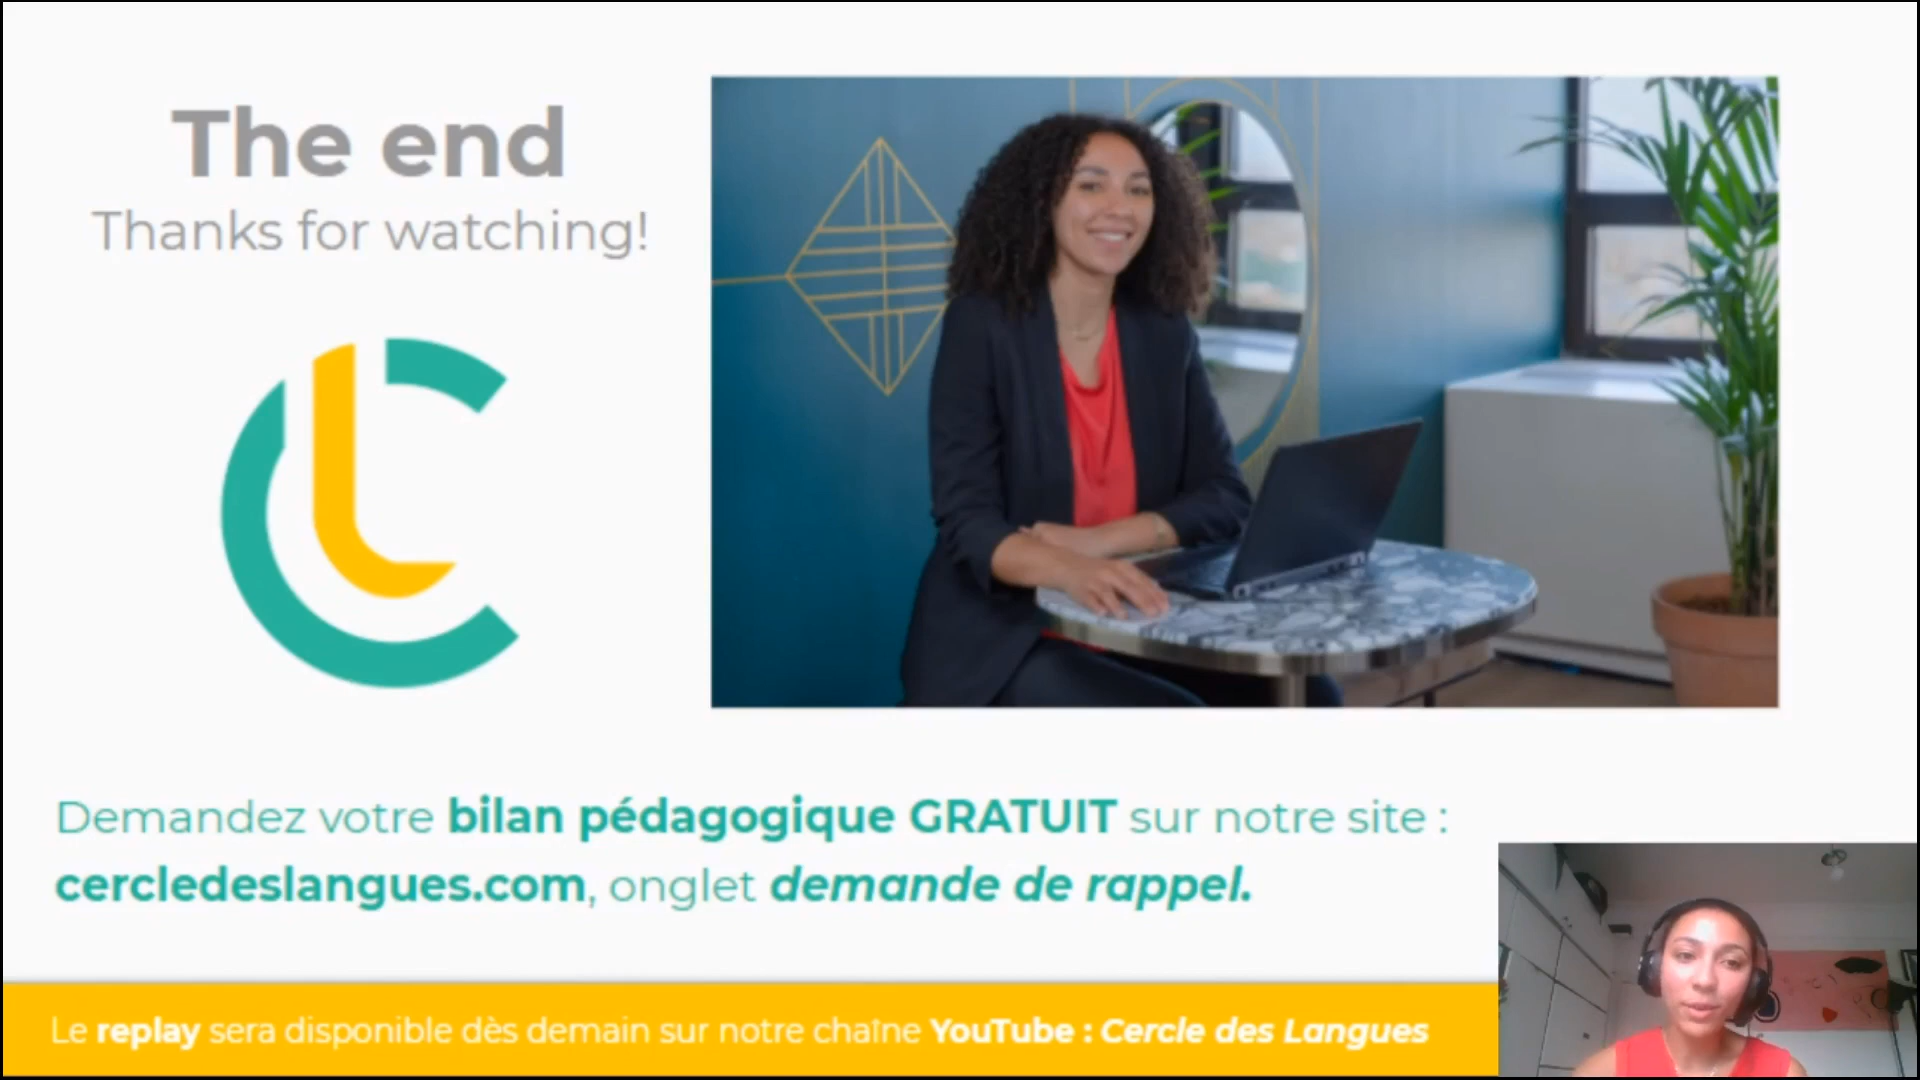 The end
Thanks for watching!
Demandez votre bilan pédagogique GRATUIT sur notre site :
cercledeslangues.com, onglet demande de rappel.
Le replay sera disponible dès demain sur notre chaîne YouTube : Cercle des Langues